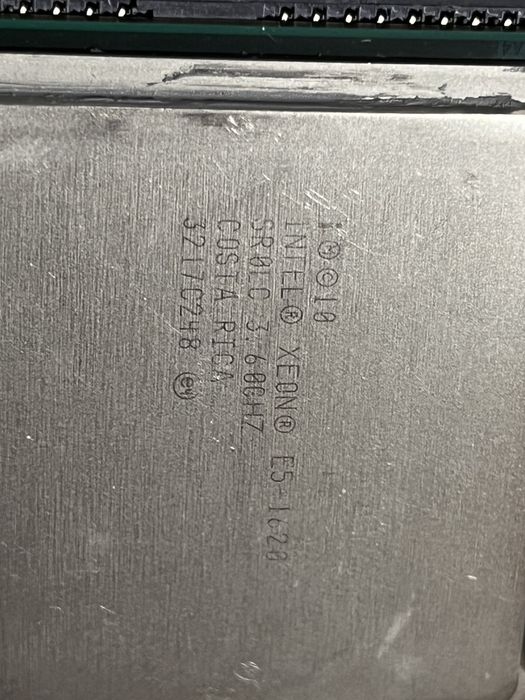 i Ⓜ©10
INTEL® XEON® E5-1620
SR0LC 3.60GHZ
COSTA RICA
3217C248 ⓔ4